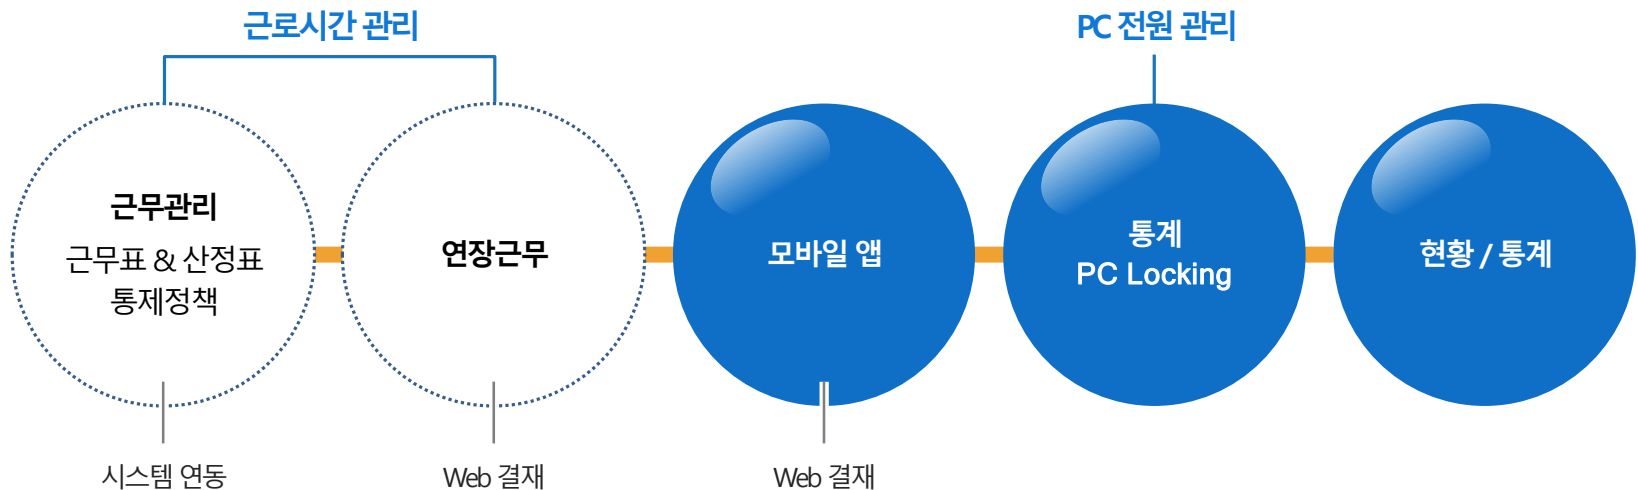 근로시간 관리
PC 전원 관리
근무관리
근무표 & 산정표
통제정책
연장근무
모바일 앱
통계
PC Locking
현황 / 통계
시스템 연동
Web 결재
Web 결재